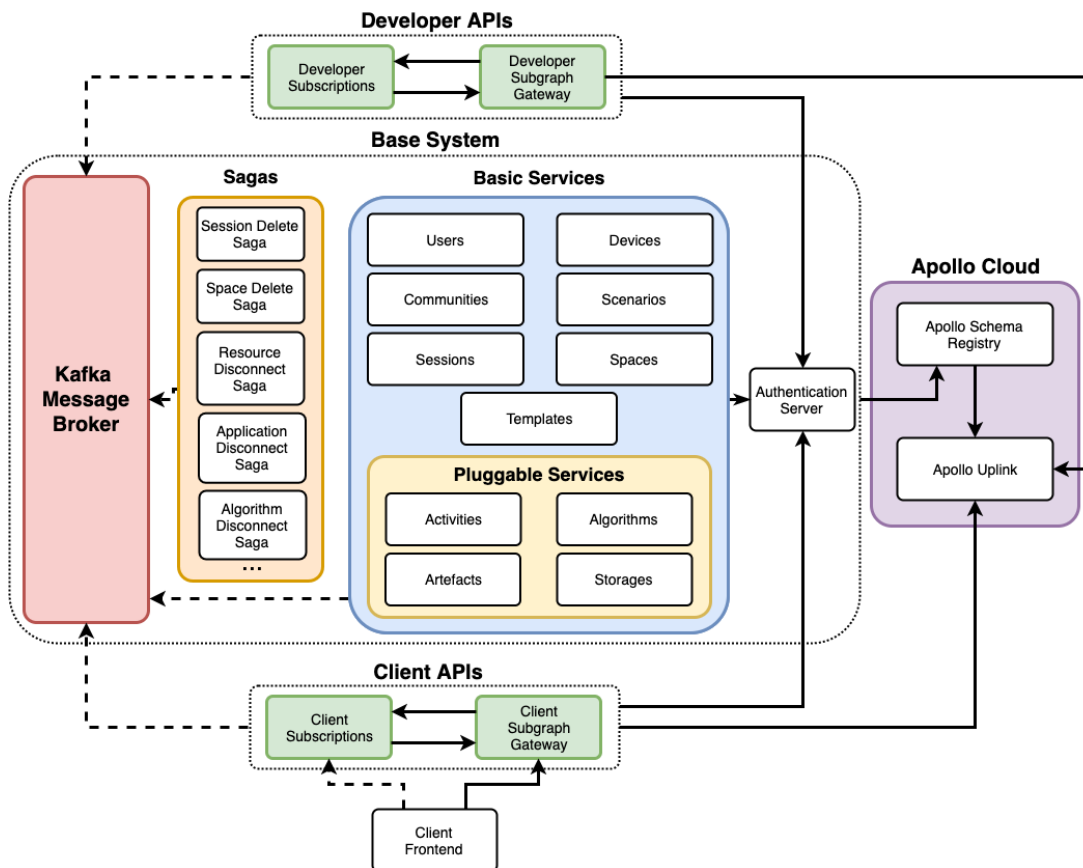 Developer APIs
Developer
Subscriptions
Developer
Subgraph
Gateway
Base System
Sagas
Basic Services
Kafka
Message
Broker
Session Delete
Saga
Space Delete
Saga
Resource
Disconnect
Saga
Application
Disconnect
Saga
Algorithm
Disconnect
Saga
...
Users
Devices
Communities
Scenarios
Sessions
Spaces
Templates
Pluggable Services
Activities
Algorithms
Artefacts
Storages
Authentication
Server
Apollo Cloud
Apollo Schema
Registry
Apollo Uplink
Client APIs
Client
Subscriptions
Client
Subgraph
Gateway
Client
Frontend